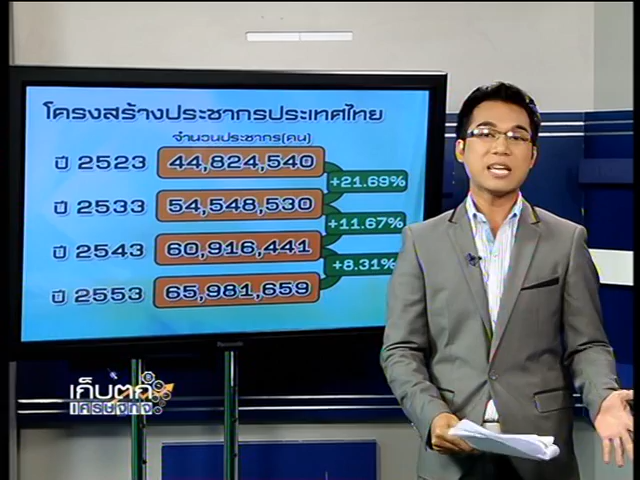 โครงสร้างประชากรประเทศไทย
จำนวนประชากร(คน)
ปี 2523 44,824,540
+21.69%
ปี 2533 54,548,530
+11.67%
ปี 2543 60,916,441
+8.31%
ปี 2553 65,981,659
Panasonic
เก็บตก
เศรษฐกิจ